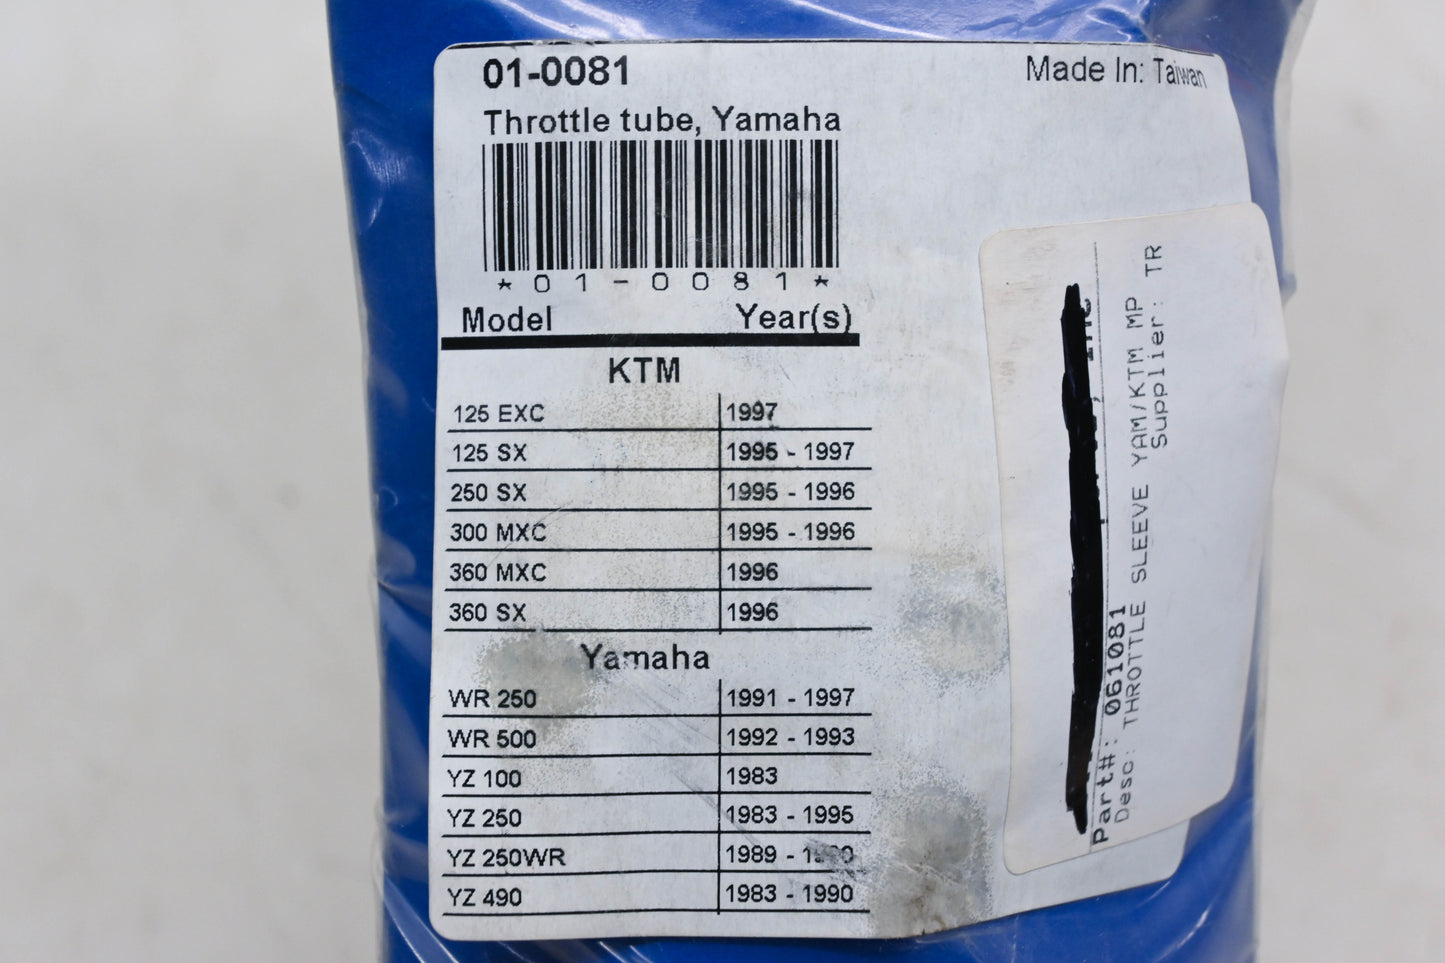 01-0081
Made In: Taiwan
Throttle tube, Yamaha
*01-0081*
Model Year(s)
KTM
125 EXC 1997
125 SX 1995 - 1997
250 SX 1995 - 1996
300 MXC 1995 - 1996
360 MXC 1996
360 SX 1996
Yamaha
WR 250 1991 - 1997
WR 500 1992 - 1993
YZ 100 1983
YZ 250 1983 - 1995
YZ 250WR 1989 -
YZ 490 1983 - 1990
Part#: 061081
Desc: THROTTLE SLEEVE YAM/KTM MP
Supplier: TR